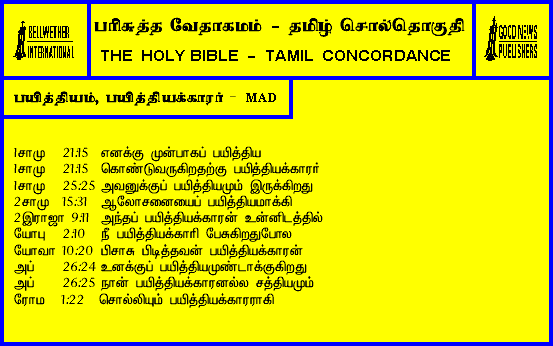 BELLWETHER
INTERNATIONAL
பரிசுத்த வேதாகமம் - தமிழ் சொல்தொகுதி
THE HOLY BIBLE - TAMIL CONCORDANCE
GOOD NEWS
PUBLISHERS
பயித்தியம், பயித்தியக்காரர் - MAD
1சாமு 21:15 எனக்கு முன்பாகப் பயித்திய
1சாமு 21:15 கொண்டுவருகிறதற்கு பயித்தியக்காரர்
1சாமு 25:25 அவனுக்குப் பயித்தியமும் இருக்கிறது
2சாமு 15:31 ஆலோசனையைப் பயித்தியமாக்கி
2இராஜா 9:11 அந்தப் பயித்தியக்காரன் உன்னிடத்தில்
யோபு 2:10 நீ பயித்தியக்காரி பேசுகிறதுபோல
யோவா 10:20 பிசாசு பிடித்தவன் பயித்தியக்காரன்
அப் 26:24 உனக்குப் பயித்தியமுண்டாக்குகிறது
அப் 26:25 நான் பயித்தியக்காரனல்ல சத்தியமும்
ரோம 1:22 சொல்லியும் பயித்தியக்காரராகி